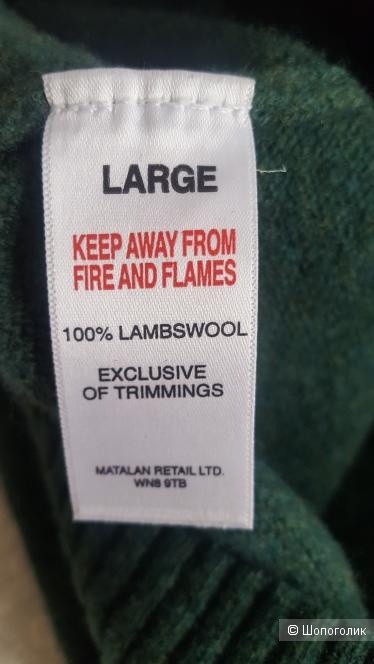 LARGE
KEEP AWAY FROM
FIRE AND FLAMES
100% LAMBSWOOL
EXCLUSIVE
OF TRIMMINGS
MATALAN RETAIL LTD.
WN8 9TB
© Шопоголик